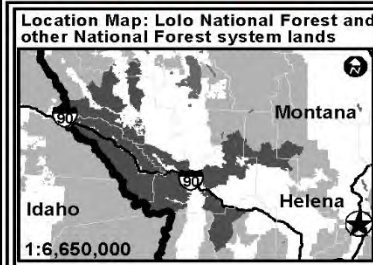 Location Map: Lolo National Forest and
other National Forest system lands
Montana
90
90
Idaho
Helena
1:6,650,000